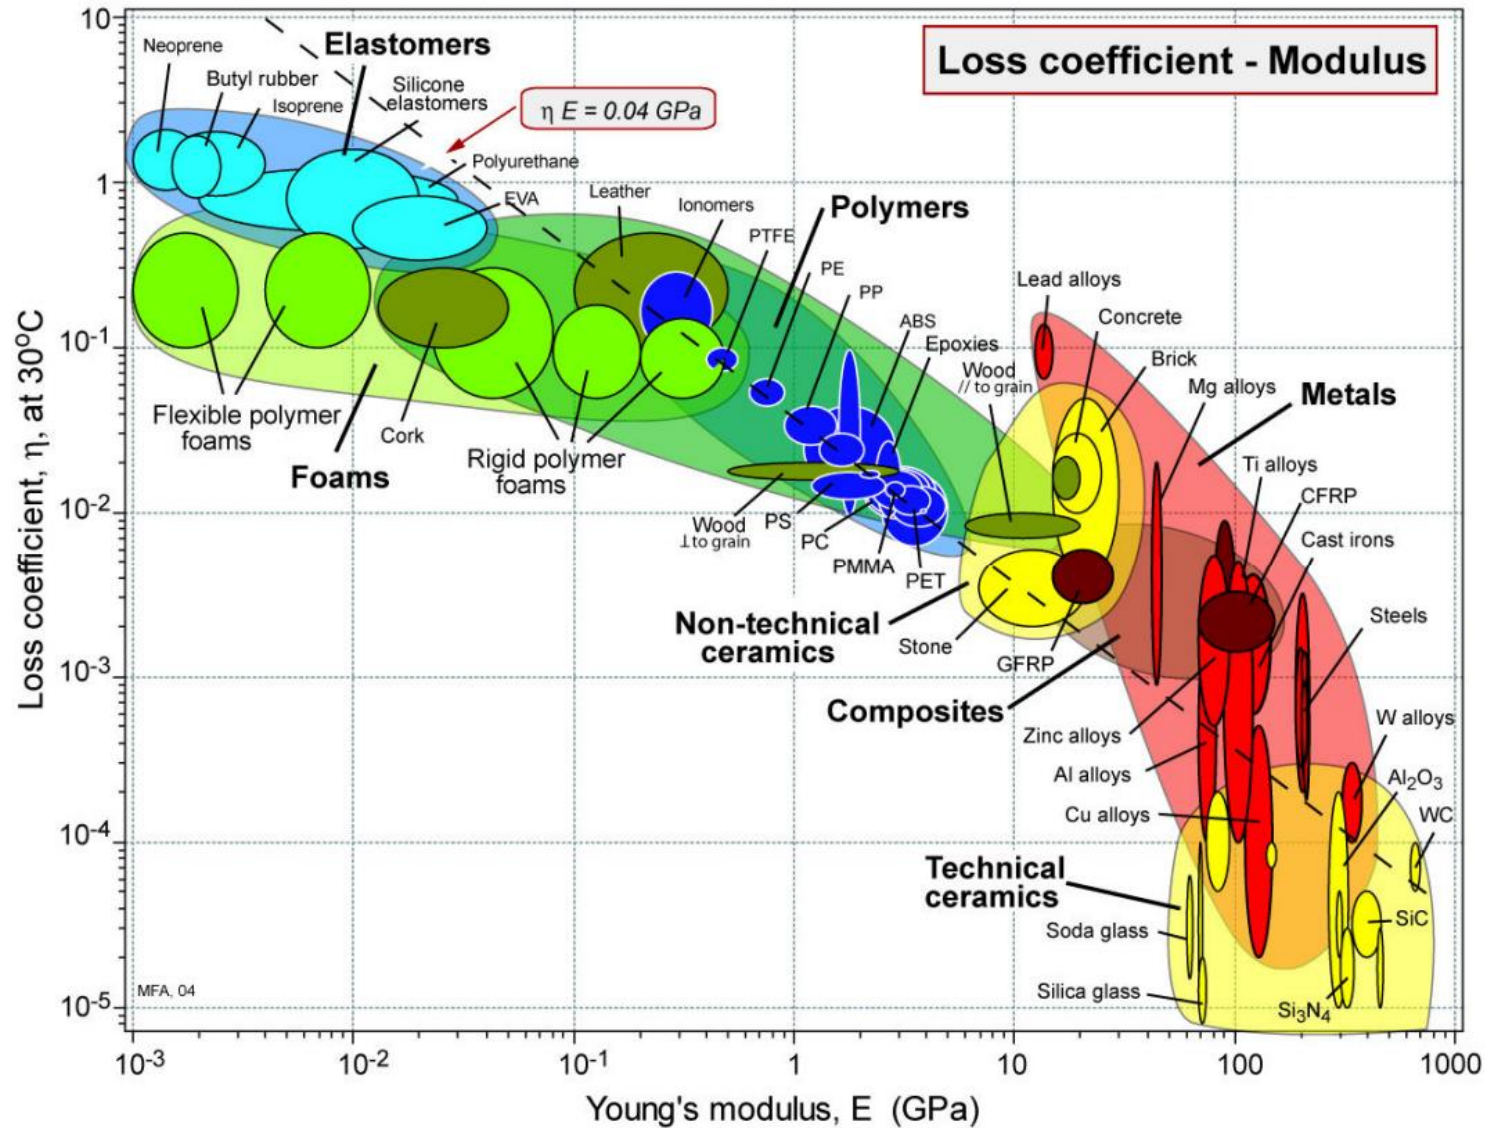 Loss coefficient - Modulus
10
1
10-1
10-2
10-3
10-4
10-5
Loss coefficient, η, at 30°C
Neoprene
Butyl rubber
Isoprene
Elastomers
Silicone
elastomers
η E = 0.04 GPa
Polyurethane
EVA
Leather
Ionomers
Polymers
PTFE
PE
PP
ABS
Epoxies
Wood
// to grain
Lead alloys
Concrete
Brick
Mg alloys
Metals
Ti alloys
CFRP
Cast irons
Flexible polymer
foams
Foams
Cork
Rigid polymer
foams
Wood
⊥ to grain
PS
PC
PMMA
PET
Non-technical
ceramics
Stone
GFRP
Composites
Steels
Zinc alloys
Al alloys
Cu alloys
W alloys
Al2O3
WC
Technical
ceramics
Soda glass
SiC
Silica glass
Si3N4
MFA, 04
10-3
10-2
10-1
1
10
100
1000
Young's modulus, E (GPa)